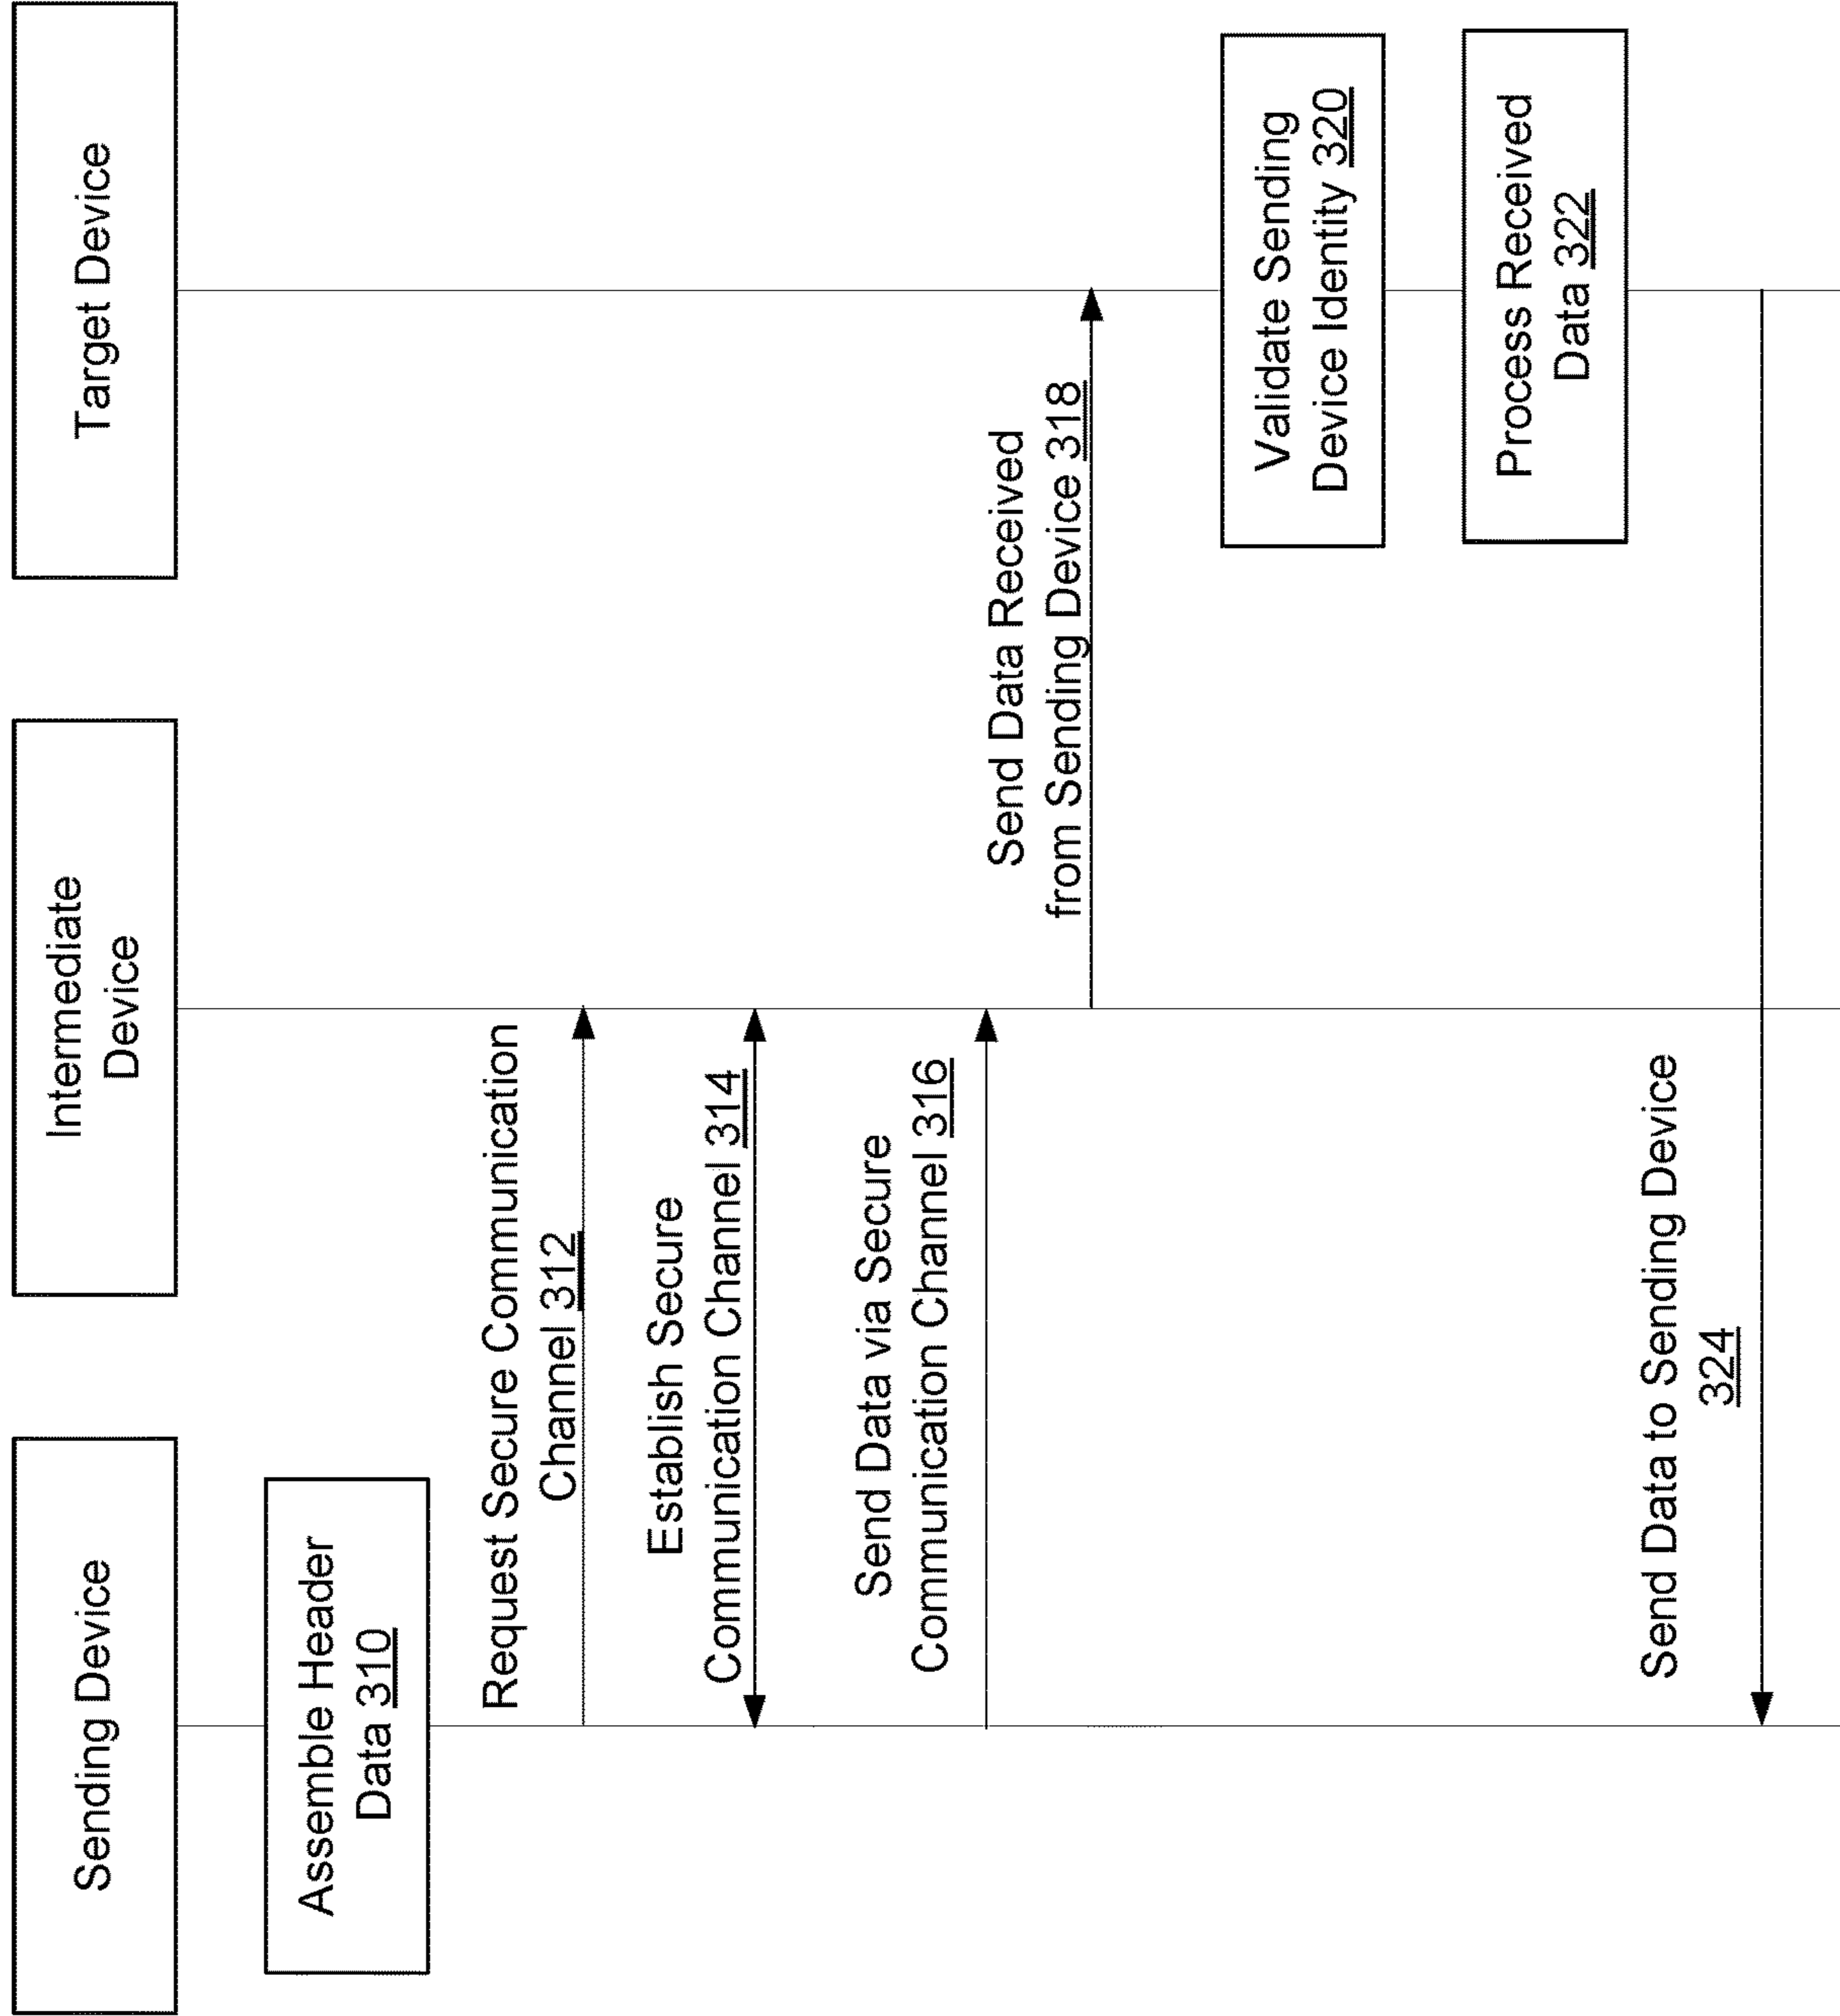 Sending Device
Intermediate
Device
Target Device
Assemble Header
Data 310
Request Secure Communication
Channel 312
Establish Secure
Communication Channel 314
Send Data via Secure
Communication Channel 316
Send Data Received
from Sending Device 318
Validate Sending
Device Identity 320
Process Received
Data 322
Send Data to Sending Device
324